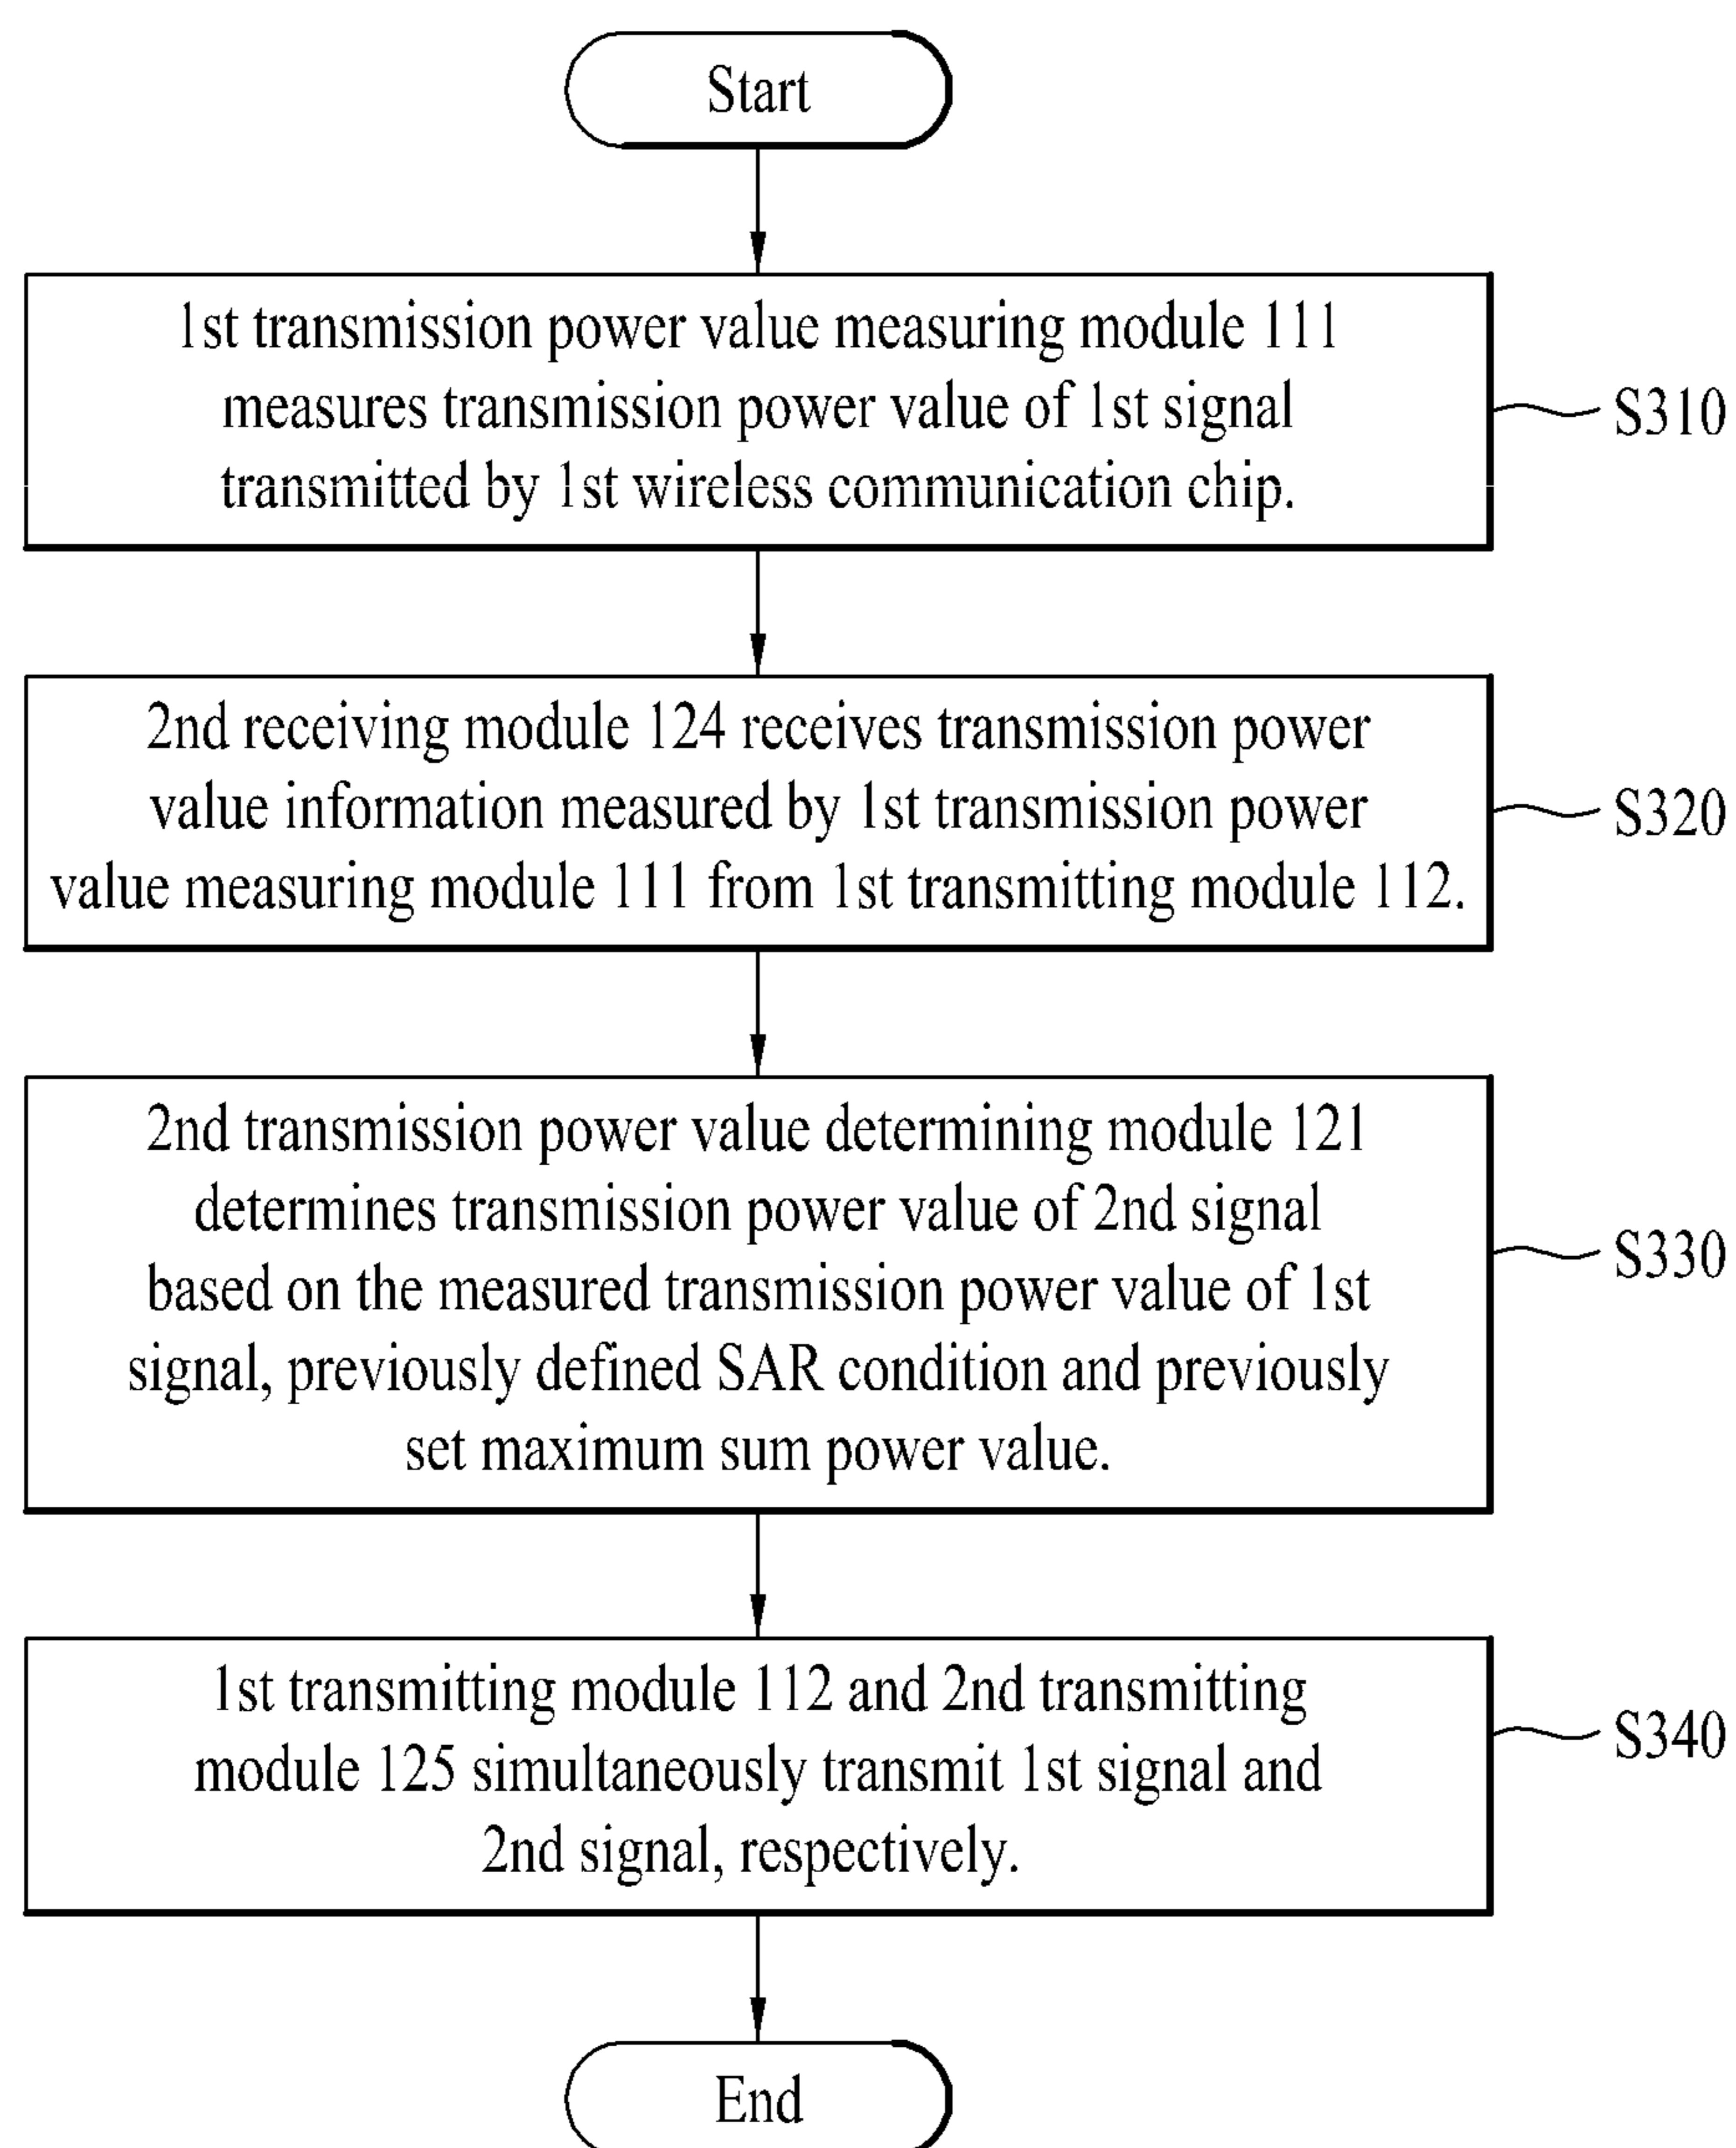 Start
1st transmission power value measuring module 111
measures transmission power value of 1st signal
transmitted by 1st wireless communication chip.
S310
2nd receiving module 124 receives transmission power
value information measured by 1st transmission power
value measuring module 111 from 1st transmitting module 112.
S320
2nd transmission power value determining module 121
determines transmission power value of 2nd signal
based on the measured transmission power value of 1st
signal, previously defined SAR condition and previously
set maximum sum power value.
S330
1st transmitting module 112 and 2nd transmitting
module 125 simultaneously transmit 1st signal and
2nd signal, respectively.
S340
End